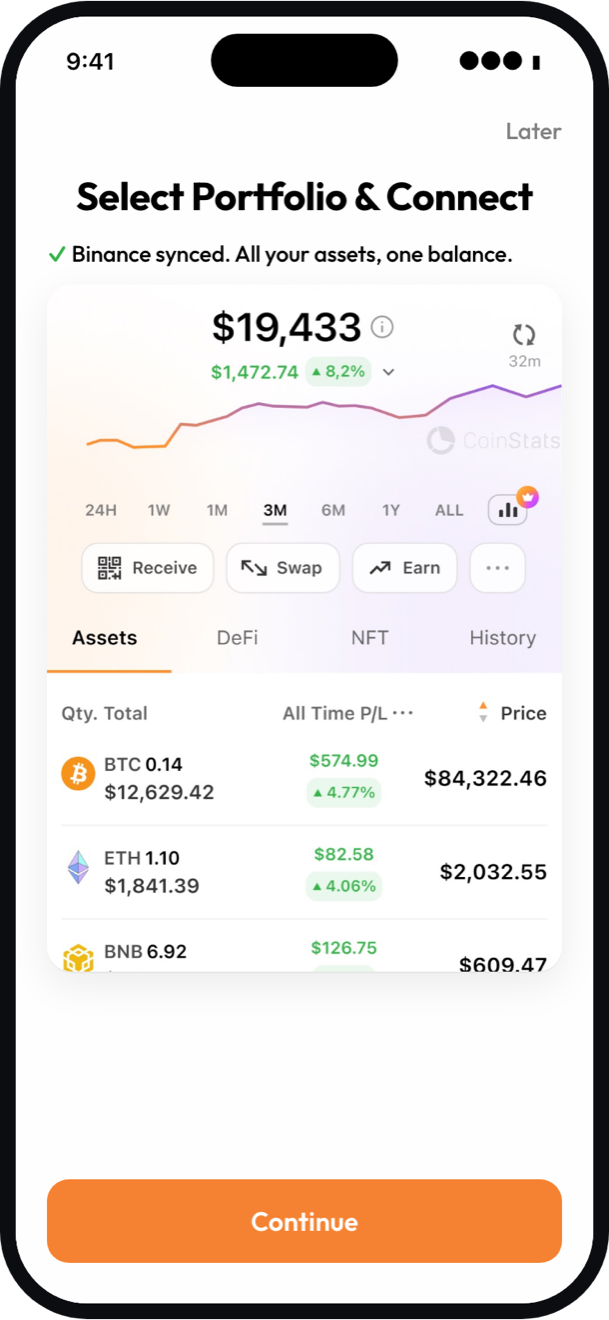 9:41
Later
Select Portfolio & Connect
Binance synced. All your assets, one balance.
$19,433
$1,472.74 8,2%
32m
CoinStats
24H 1W 1M 3M 6M 1Y ALL
Receive Swap Earn
Assets DeFi NFT History
Qty. Total All Time P/L ··· Price
BTC 0.14 $574.99
$12,629.42 4.77% $84,322.46
ETH 1.10 $82.58
$1,841.39 4.06% $2,032.55
BNB 6.92 $126.75
$609.47
Continue